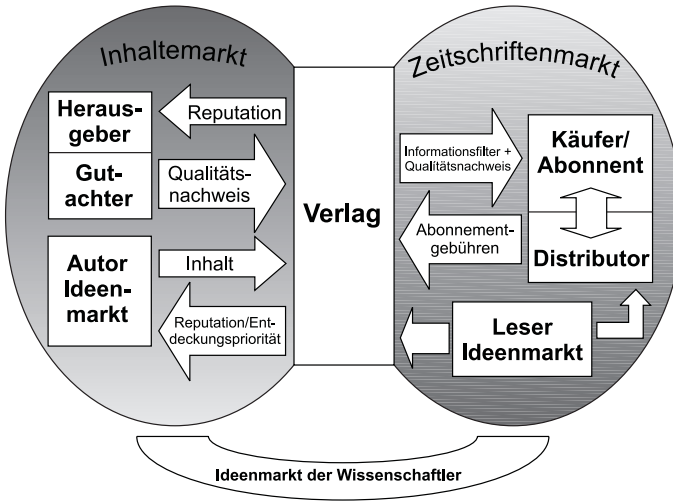 Inhaltemarkt
Heraus-
geber
Gut-
achter
Reputation
Qualitäts-
nachweis
Autor
Ideen-
markt
Inhalt
Reputation/Ent-
deckungspriorität
Verlag
Zeitschriftenmarkt
Informationsfilter +
Qualitätsnachweis
Käufer/
Abonnent
Abonnement-
gebühren
Distributor
Leser
Ideenmarkt
Ideenmarkt der Wissenschaftler